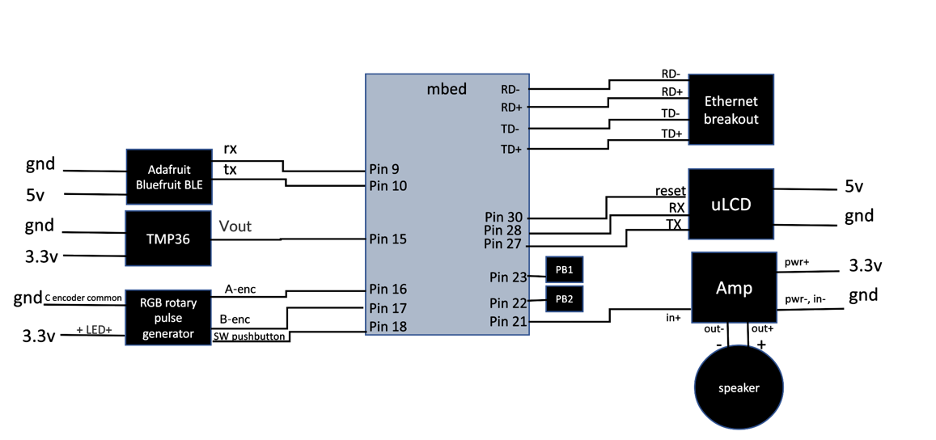 mbed
RD-
RD+
TD-
TD+
RD-
RD+
TD-
TD+
Ethernet
breakout
gnd
5v
Adafruit
Bluefruit BLE
rx
tx
Pin 9
Pin 10
gnd
3.3v
TMP36
Vout
Pin 15
Pin 30
Pin 28
Pin 27
reset
RX
TX
uLCD
5v
gnd
Pin 23
PB1
Pin 22
PB2
Pin 21
in+
Amp
pwr+
3.3v
pwr-, in-
gnd
out-
out+
-
+
speaker
gnd
C encoder common
3.3v
+ LED+
RGB rotary
pulse
generator
A-enc
B-enc
SW pushbutton
Pin 16
Pin 17
Pin 18